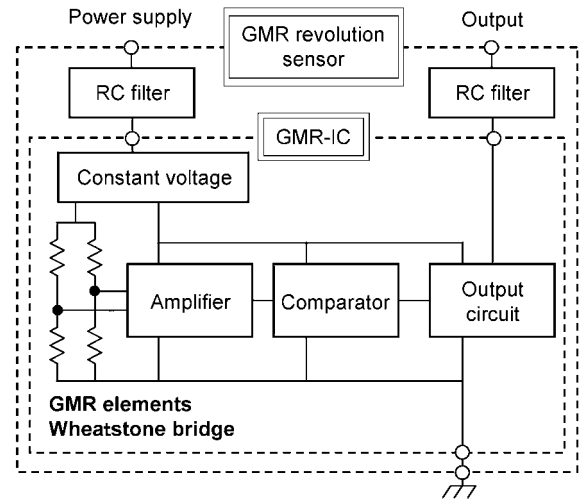 Power supply
Output
GMR revolution
sensor
RC filter
RC filter
GMR-IC
Constant voltage
Amplifier
Comparator
Output
circuit
GMR elements
Wheatstone bridge